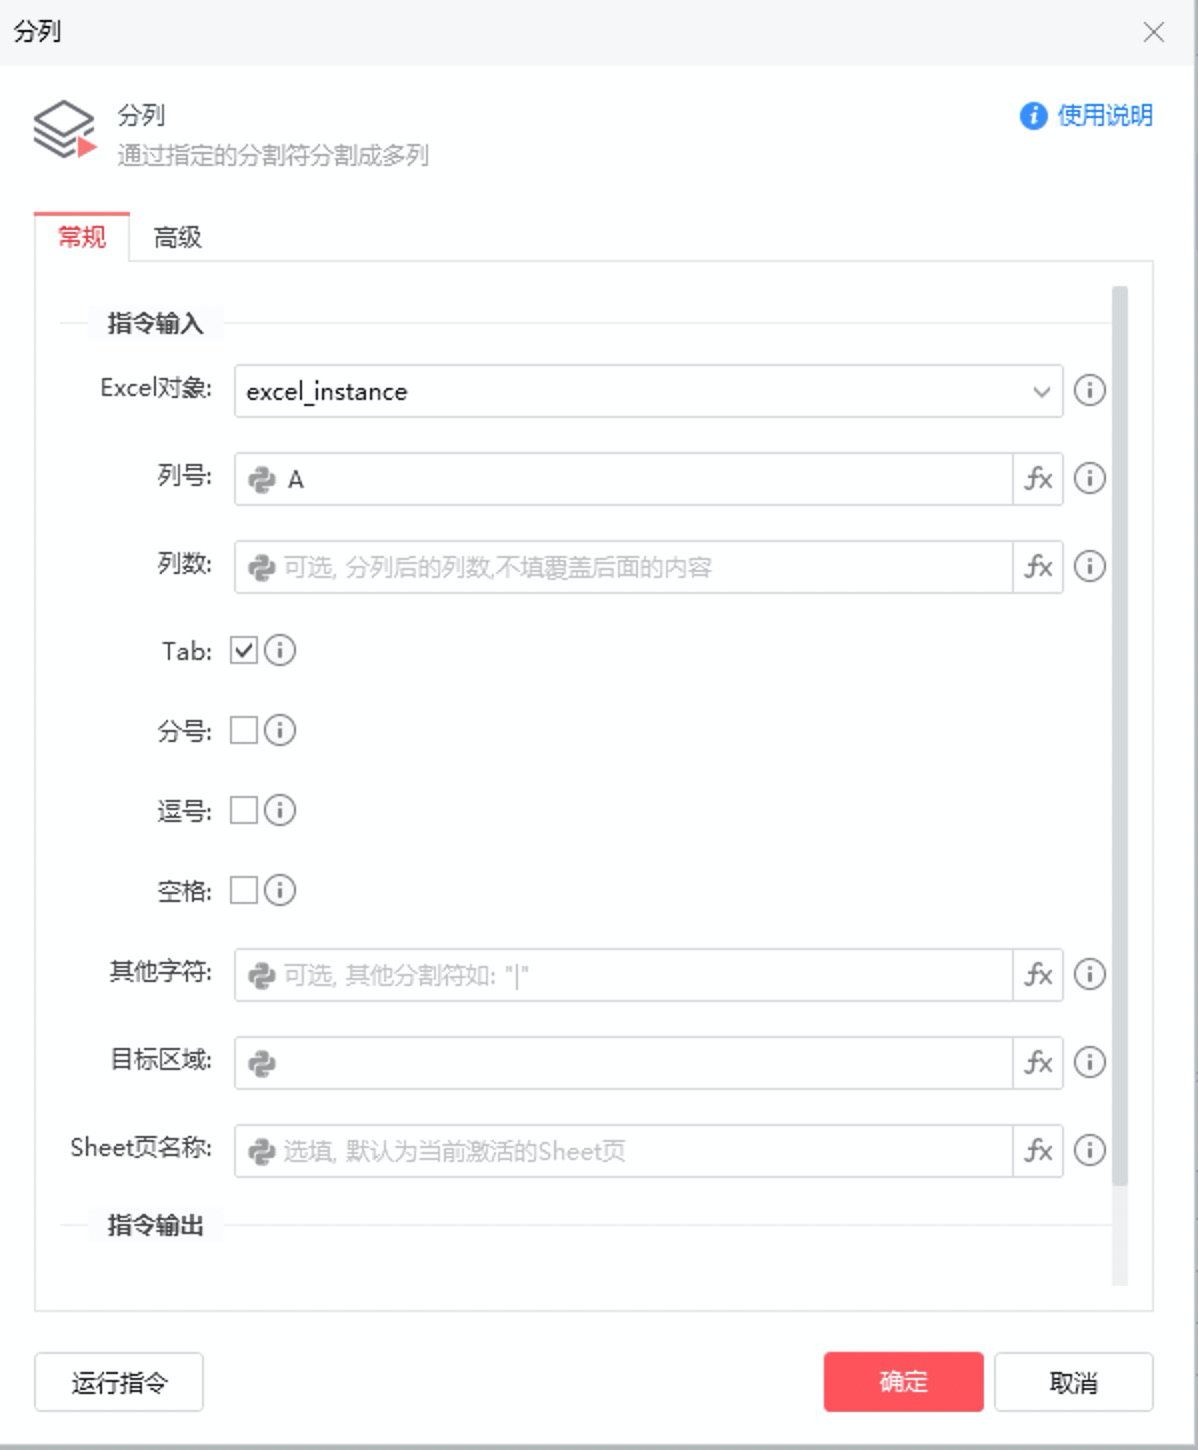 分列
分列
使用说明
通过指定的分割符分割成多列
常规
高级
指令输入
Excel对象:
excel_instance
列号:
A
fx
列数:
可选, 分列后的列数,不填覆盖后面的内容
fx
Tab:
分号:
逗号:
空格:
其他字符:
可选, 其他分割符如: "|"
fx
目标区域:
fx
Sheet页名称:
选填, 默认为当前激活的Sheet页
fx
指令输出
运行指令
确定
取消